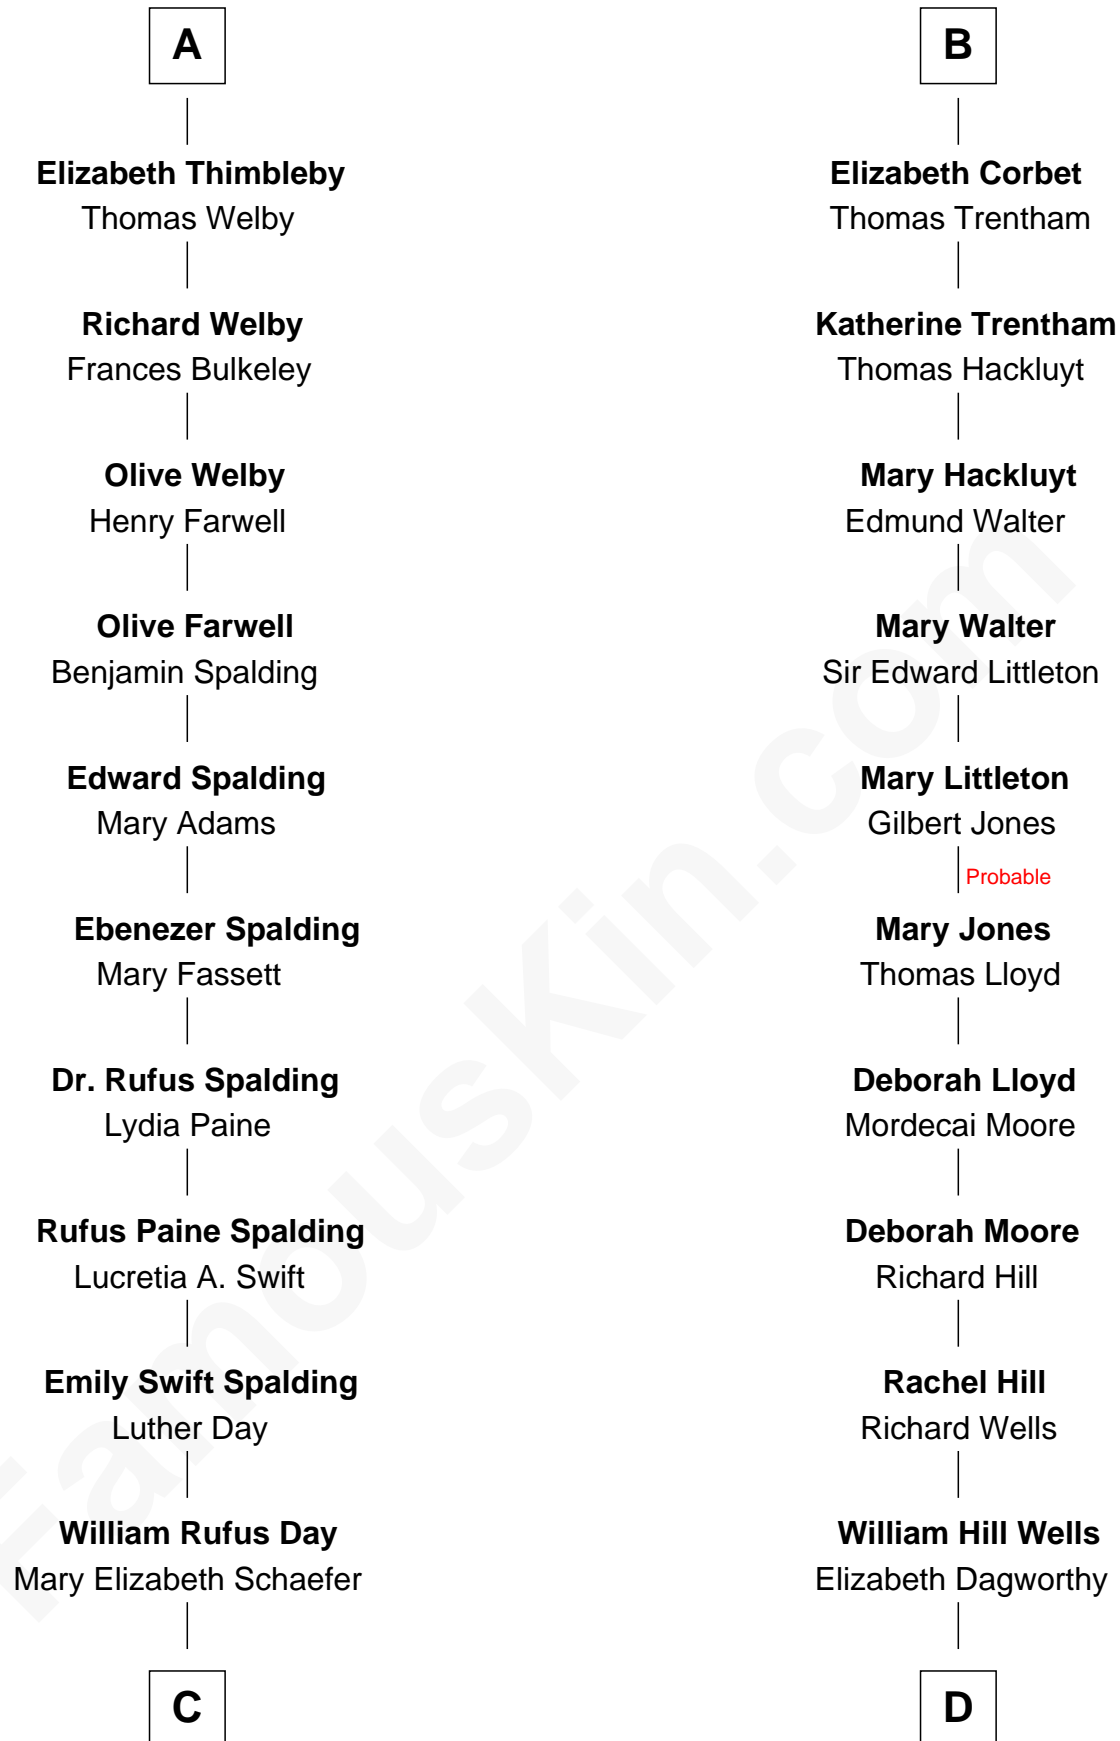 A
Elizabeth Thimbleby
Thomas Welby
Richard Welby
Frances Bulkeley
Olive Welby
Henry Farwell
Olive Farwell
Benjamin Spalding
Edward Spalding
Mary Adams
Ebenezer Spalding
Mary Fassett
Dr. Rufus Spalding
Lydia Paine
Rufus Paine Spalding
Lucretia A. Swift
Emily Swift Spalding
Luther Day
William Rufus Day
Mary Elizabeth Schaefer
C
B
Elizabeth Corbet
Thomas Trentham
Katherine Trentham
Thomas Hackluyt
Mary Hackluyt
Edmund Walter
Mary Walter
Sir Edward Littleton
Mary Littleton
Gilbert Jones
Probable
Mary Jones
Thomas Lloyd
Deborah Lloyd
Mordecai Moore
Deborah Moore
Richard Hill
Rachel Hill
Richard Wells
William Hill Wells
Elizabeth Dagworthy
D
FamousKin.com